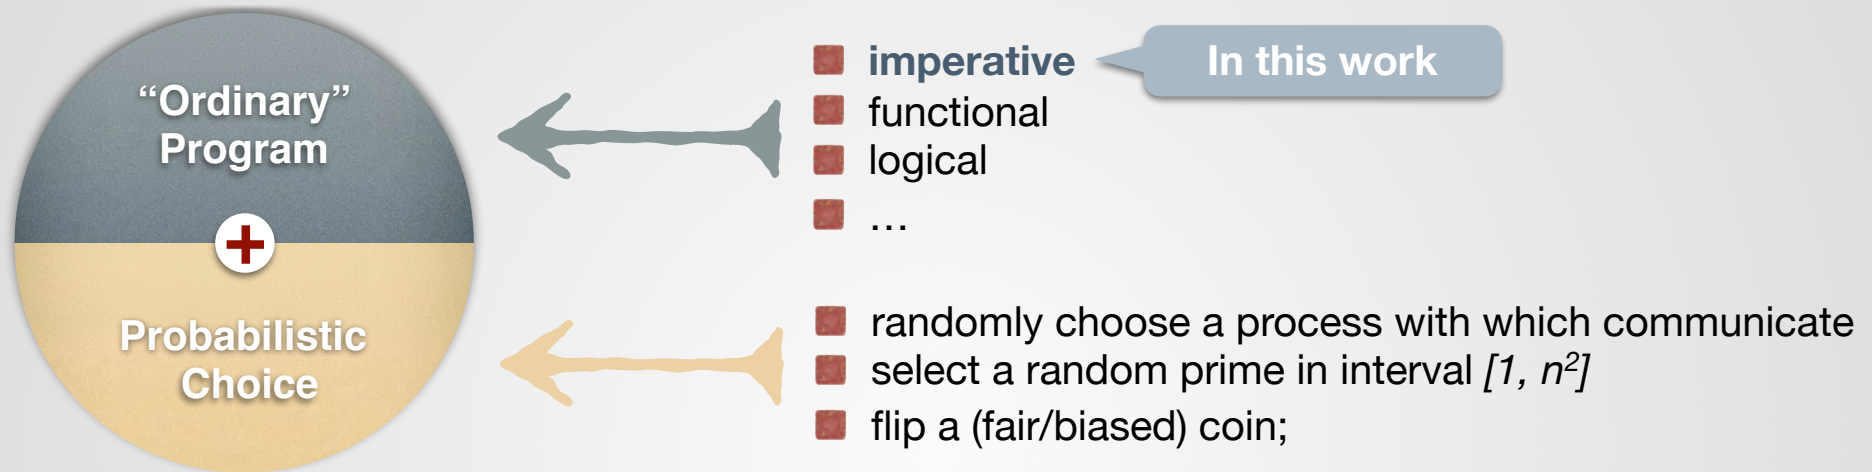 “Ordinary”
Program
+
Probabilistic
Choice
imperative
In this work
functional
logical
...
randomly choose a process with which communicate
select a random prime in interval [1, n²]
flip a (fair/biased) coin;